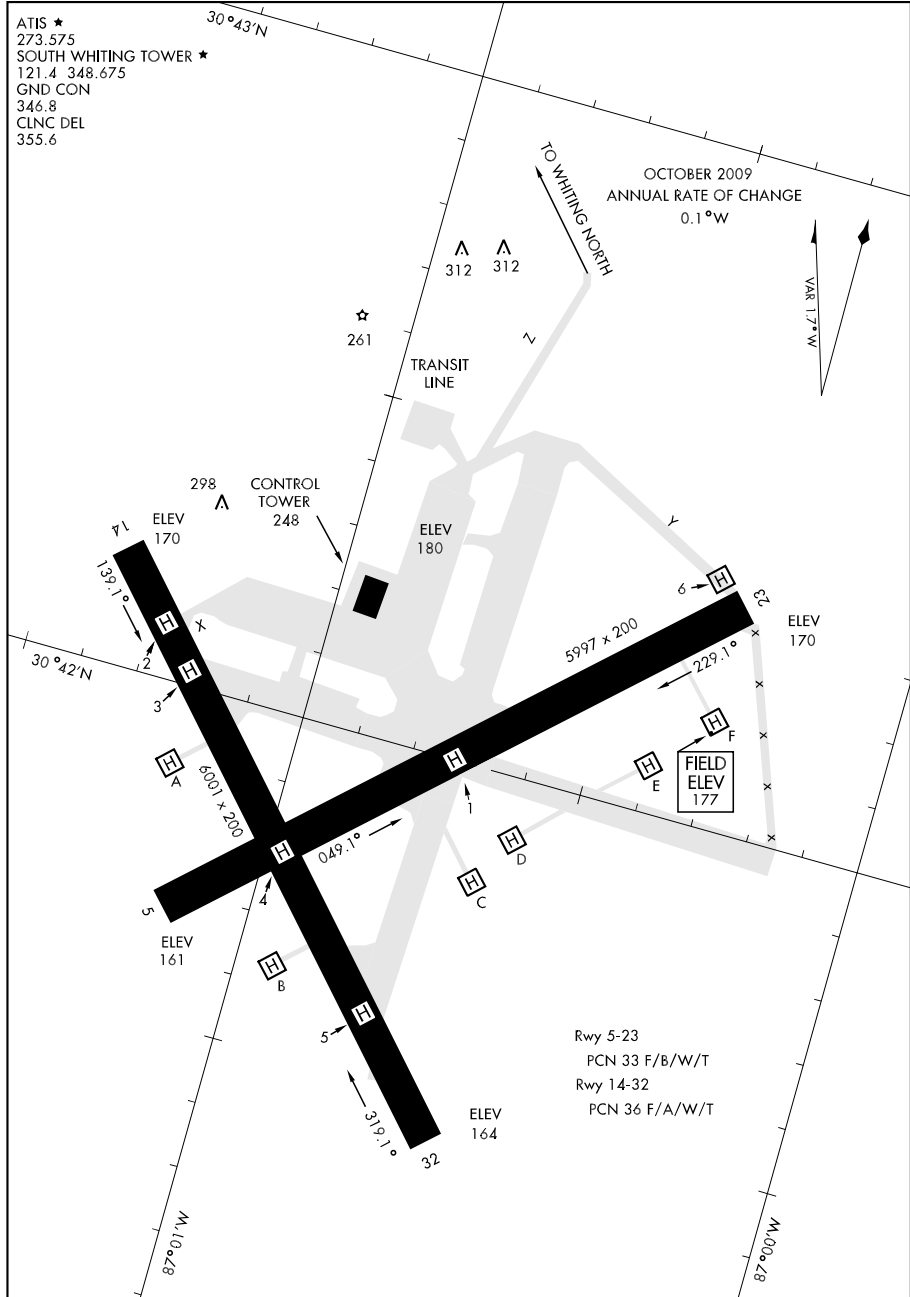 ATIS ★
273.575
SOUTH WHITING TOWER ★
121.4 348.675
GND CON
346.8
CLNC DEL
355.6
30°43'N
TO WHITING NORTH
OCTOBER 2009
ANNUAL RATE OF CHANGE
0.1°W
VAR 1.7°W
312
312
261
Z
TRANSIT
LINE
298
CONTROL
TOWER
248
ELEV
180
14
ELEV
170
139.1°
Y
H
6
23
ELEV
170
H
X
2
30°42'N
H
3
5997 x 200
229.1°
x
x
x
x
x
H
F
FIELD
ELEV
177
H
A
6001 x 200
H
1
H
E
049.1°
H
4
H
D
H
C
5
ELEV
161
H
B
H
5
319.1°
Rwy 5-23
PCN 33 F/B/W/T
Rwy 14-32
PCN 36 F/A/W/T
ELEV
164
32
87°01'W
87°00'W